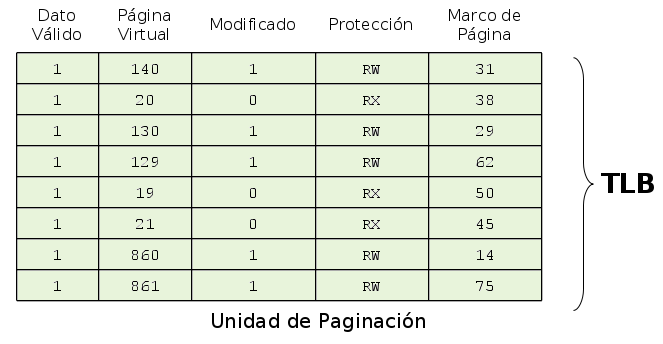 Dato Válido Página Virtual Modificado Protección Marco de Página
1 140 1 RW 31
1 20 0 RX 38
1 130 1 RW 29
1 129 1 RW 62
1 19 0 RX 50
1 21 0 RX 45
1 860 1 RW 14
1 861 1 RW 75
TLB
Unidad de Paginación